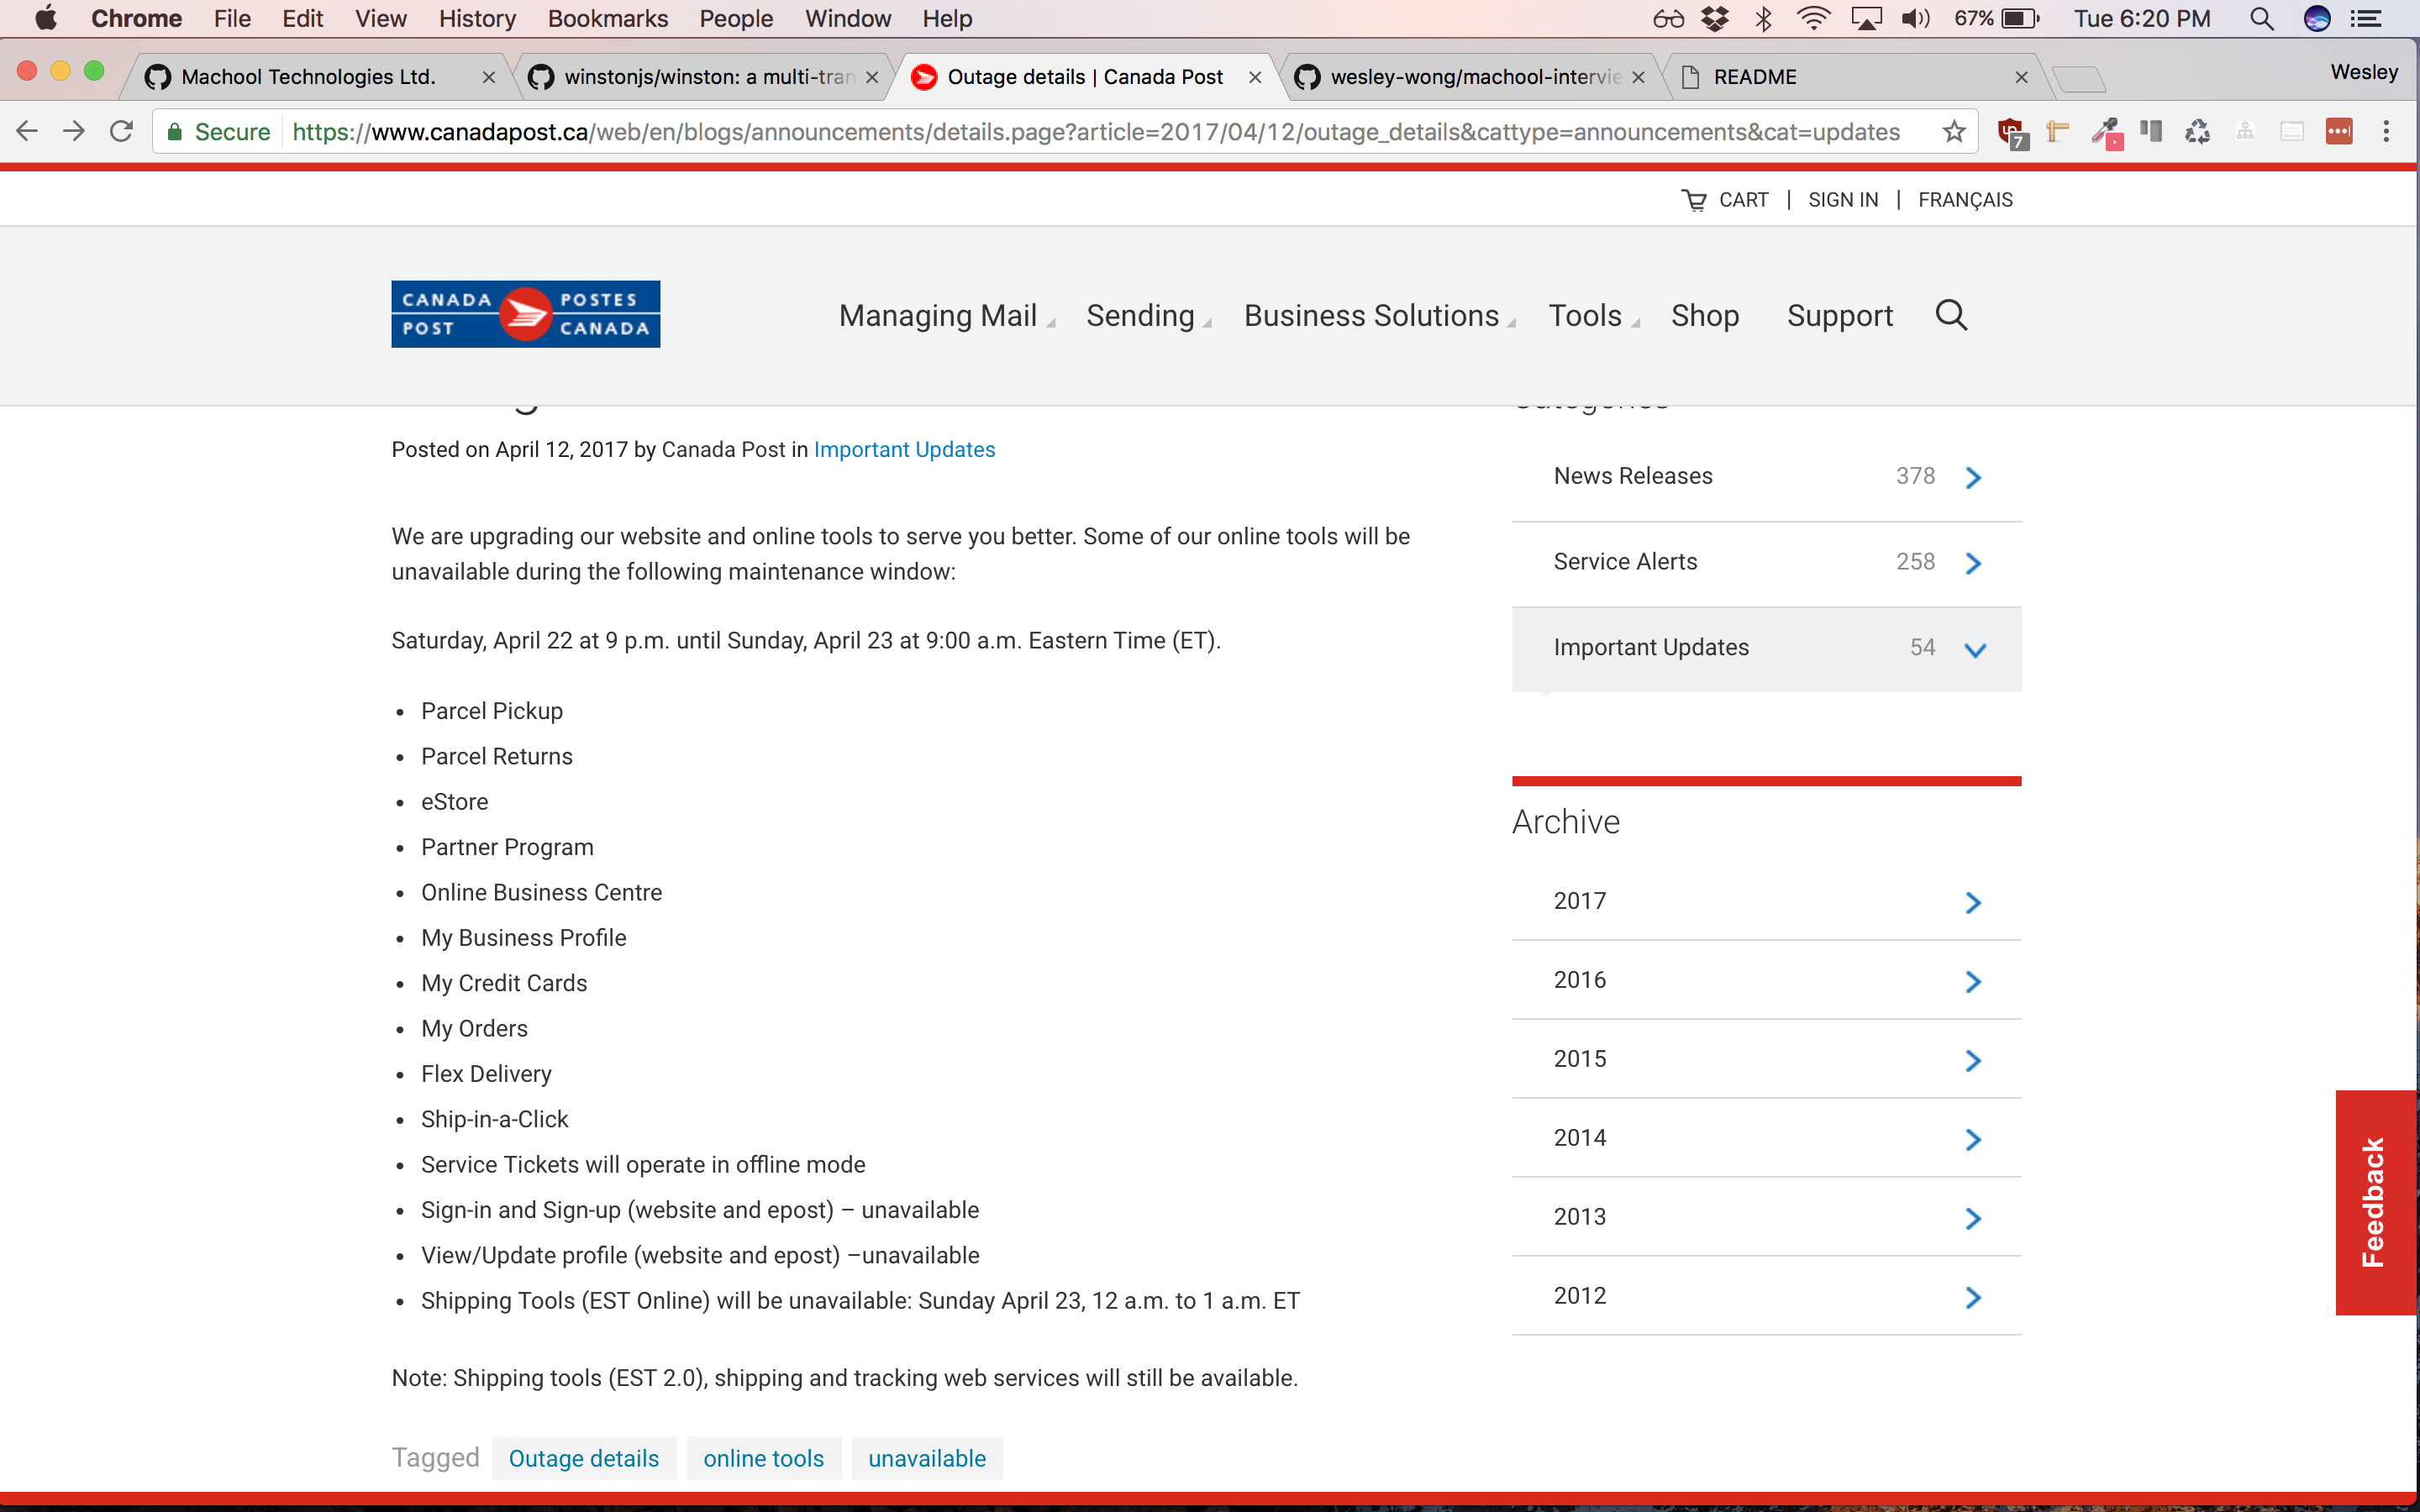 Chrome File Edit View History Bookmarks People Window Help 67% Tue 6:20 PM
Machool Technologies Ltd. winstonjs/winston: a multi-tran Outage details | Canada Post wesley-wong/machool-intervie README Wesley
Secure https://www.canadapost.ca/web/en/blogs/announcements/details.page?article=2017/04/12/outage_details&cattype=announcements&cat=updates 7
CART | SIGN IN | FRANÇAIS
CANADA POSTES
POST CANADA
Managing Mail Sending Business Solutions Tools Shop Support
Posted on April 12, 2017 by Canada Post in Important Updates
We are upgrading our website and online tools to serve you better. Some of our online tools will be
unavailable during the following maintenance window:
Saturday, April 22 at 9 p.m. until Sunday, April 23 at 9:00 a.m. Eastern Time (ET).
• Parcel Pickup
• Parcel Returns
• eStore
• Partner Program
• Online Business Centre
• My Business Profile
• My Credit Cards
• My Orders
• Flex Delivery
• Ship-in-a-Click
• Service Tickets will operate in offline mode
• Sign-in and Sign-up (website and epost) – unavailable
• View/Update profile (website and epost) –unavailable
• Shipping Tools (EST Online) will be unavailable: Sunday April 23, 12 a.m. to 1 a.m. ET
Note: Shipping tools (EST 2.0), shipping and tracking web services will still be available.
Tagged Outage details online tools unavailable
News Releases 378
Service Alerts 258
Important Updates 54
Archive
2017
2016
2015
2014
2013
2012
Feedback